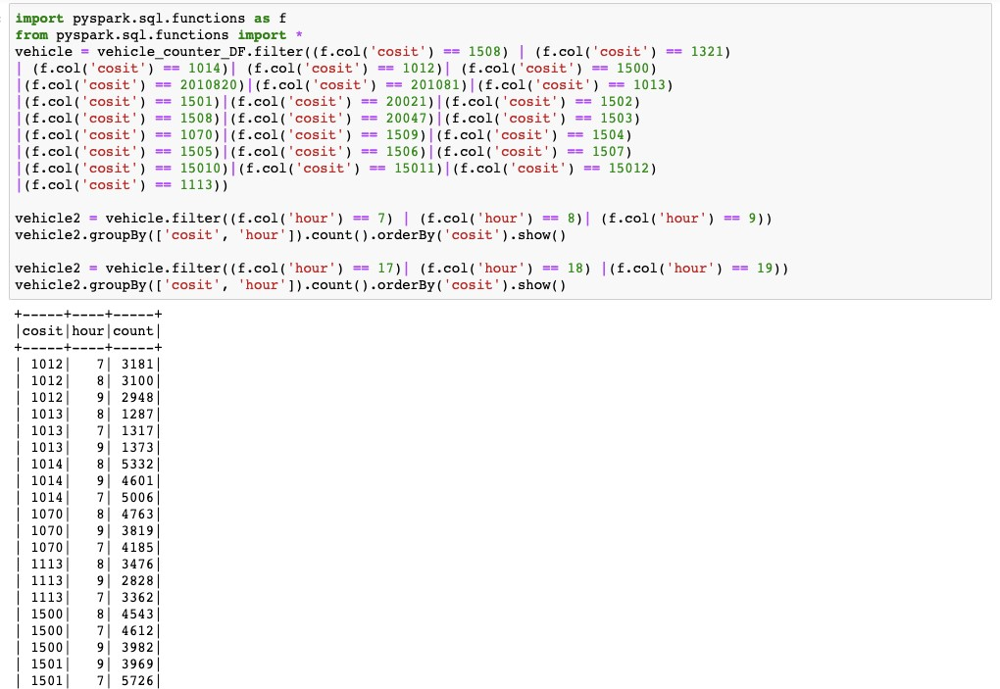 import pyspark.sql.functions as f
from pyspark.sql.functions import *
vehicle = vehicle_counter_DF.filter((f.col('cosit') == 1508) | (f.col('cosit') == 1321)
| (f.col('cosit') == 1014)| (f.col('cosit') == 1012)| (f.col('cosit') == 1500)
|(f.col('cosit') == 2010820)|(f.col('cosit') == 201081)|(f.col('cosit') == 1013)
|(f.col('cosit') == 1501)|(f.col('cosit') == 20021)|(f.col('cosit') == 1502)
|(f.col('cosit') == 1508)|(f.col('cosit') == 20047)|(f.col('cosit') == 1503)
|(f.col('cosit') == 1070)|(f.col('cosit') == 1509)|(f.col('cosit') == 1504)
|(f.col('cosit') == 1505)|(f.col('cosit') == 1506)|(f.col('cosit') == 1507)
|(f.col('cosit') == 15010)|(f.col('cosit') == 15011)|(f.col('cosit') == 15012)
|(f.col('cosit') == 1113))
vehicle2 = vehicle.filter((f.col('hour') == 7) | (f.col('hour') == 8)| (f.col('hour') == 9))
vehicle2.groupBy(['cosit', 'hour']).count().orderBy('cosit').show()
vehicle2 = vehicle.filter((f.col('hour') == 17)| (f.col('hour') == 18) |(f.col('hour') == 19))
vehicle2.groupBy(['cosit', 'hour']).count().orderBy('cosit').show()
+-----+----+-----+
|cosit|hour|count|
+-----+----+-----+
| 1012|   7| 3181|
| 1012|   8| 3100|
| 1012|   9| 2948|
| 1013|   8| 1287|
| 1013|   7| 1317|
| 1013|   9| 1373|
| 1014|   8| 5332|
| 1014|   9| 4601|
| 1014|   7| 5006|
| 1070|   8| 4763|
| 1070|   9| 3819|
| 1070|   7| 4185|
| 1113|   8| 3476|
| 1113|   9| 2828|
| 1113|   7| 3362|
| 1500|   8| 4543|
| 1500|   7| 4612|
| 1500|   9| 3982|
| 1501|   9| 3969|
| 1501|   7| 5726|